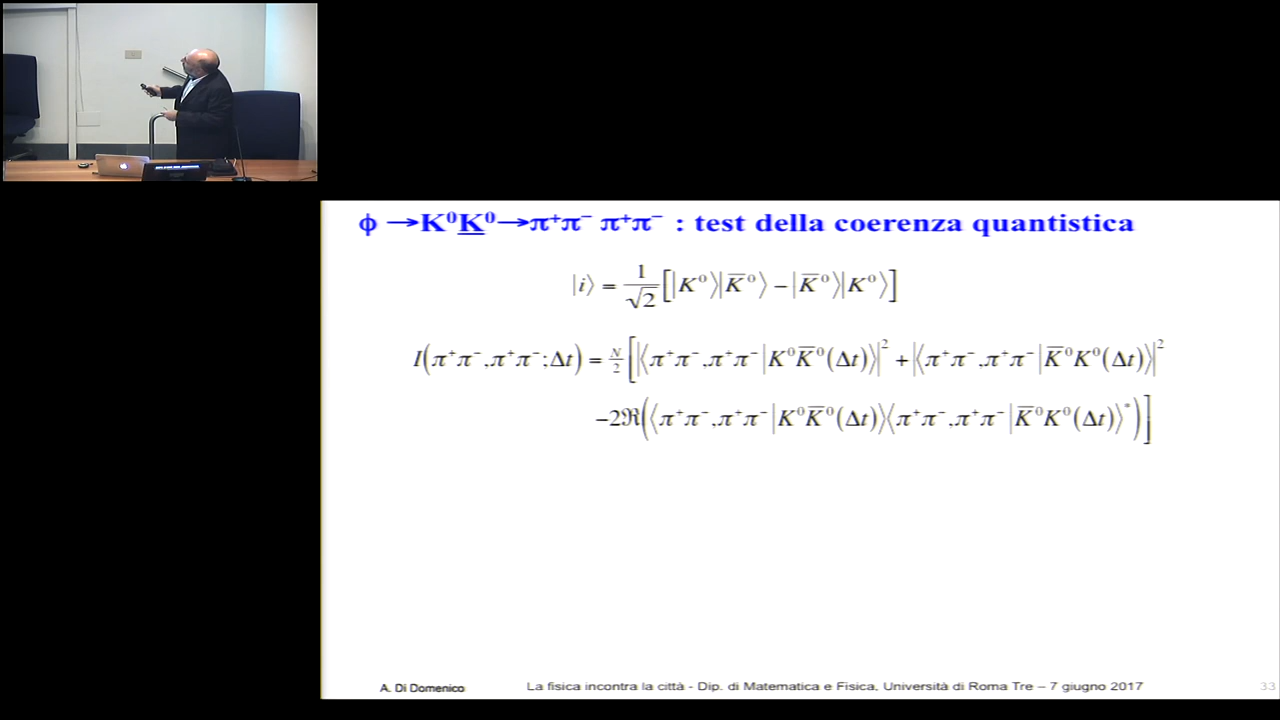 ϕ →K⁰K̲⁰→π⁺π⁻ π⁺π⁻ : test della coerenza quantistica
|i⟩ = 1/√2 [|K⁰⟩|K̅⁰⟩ − |K̅⁰⟩|K⁰⟩]
I(π⁺π⁻,π⁺π⁻;Δt) = N/2 [|⟨π⁺π⁻,π⁺π⁻|K⁰K̅⁰(Δt)⟩|² + |⟨π⁺π⁻,π⁺π⁻|K̅⁰K⁰(Δt)⟩|²
−2ℜ(⟨π⁺π⁻,π⁺π⁻|K⁰K̅⁰(Δt)⟩⟨π⁺π⁻,π⁺π⁻|K̅⁰K⁰(Δt)⟩*)]
A. Di Domenico
La fisica incontra la città - Dip. di Matematica e Fisica, Università di Roma Tre – 7 giugno 2017
33